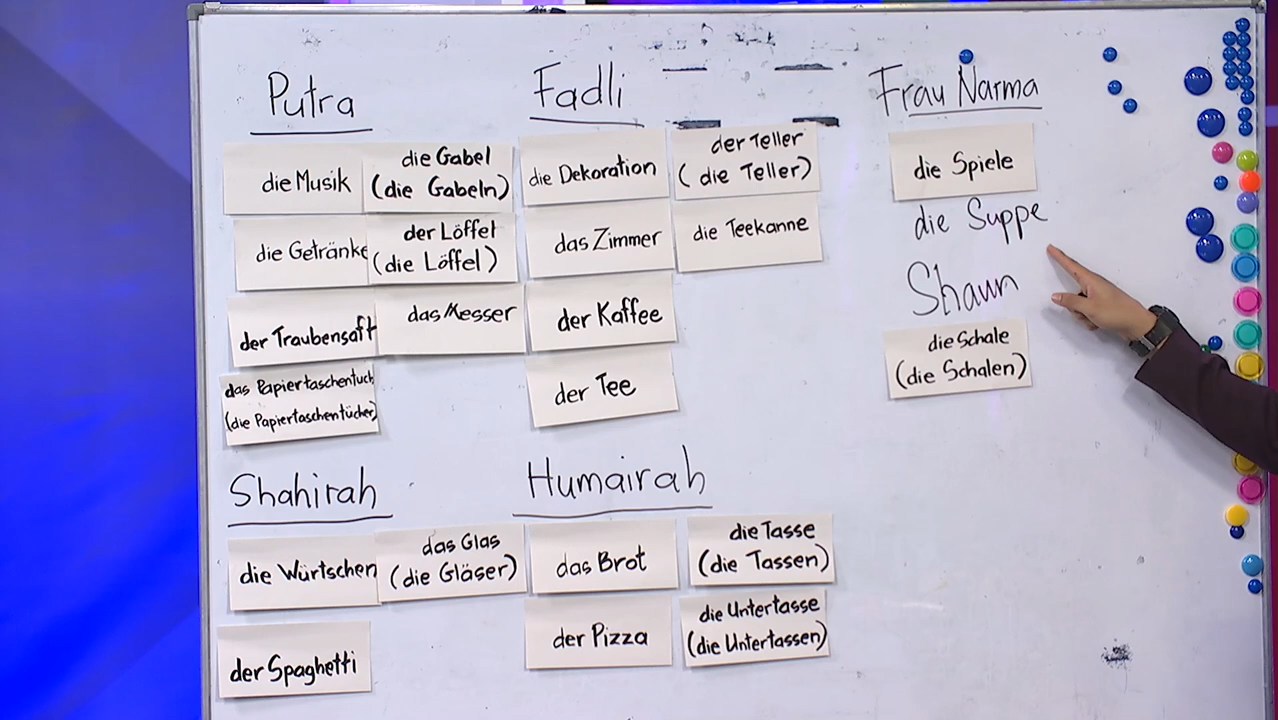 Putra
die Musik
die Gabel
(die Gabeln)
die Getränke
der Löffel
(die Löffel)
der Traubensaft
das Messer
das Papiertaschentuch
(die Papiertaschentücher)
Fadli
die Dekoration
der Teller
(die Teller)
das Zimmer
die Teekanne
der Kaffee
der Tee
Frau Narma
die Spiele
die Suppe
Shaun
die Schale
(die Schalen)
Shahirah
die Würtschen
das Glas
(die Gläser)
der Spaghetti
Humairah
das Brot
die Tasse
(die Tassen)
der Pizza
die Untertasse
(die Untertassen)